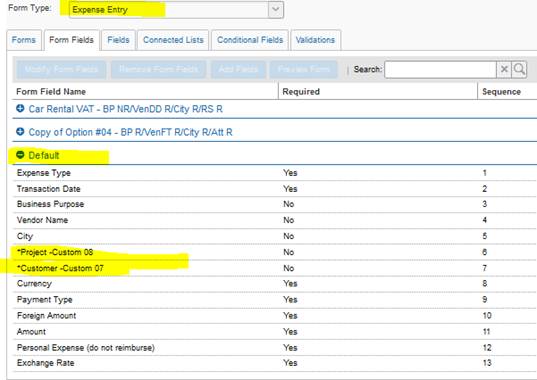 Form Type: Expense Entry
Forms Form Fields Fields Connected Lists Conditional Fields Validations
Modify Form Fields Remove Form Fields Add Fields Preview Form | Search:
Form Field Name Required Sequence
Car Rental VAT - BP NR/VenDD R/City R/RS R
Copy of Option #04 - BP R/VenFT R/City R/Att R
Default
Expense Type Yes 1
Transaction Date Yes 2
Business Purpose No 3
Vendor Name No 4
City No 5
*Project -Custom 08 No 6
*Customer -Custom 07 No 7
Currency Yes 8
Payment Type Yes 9
Foreign Amount Yes 10
Amount Yes 11
Personal Expense (do not reimburse) Yes 12
Exchange Rate Yes 13